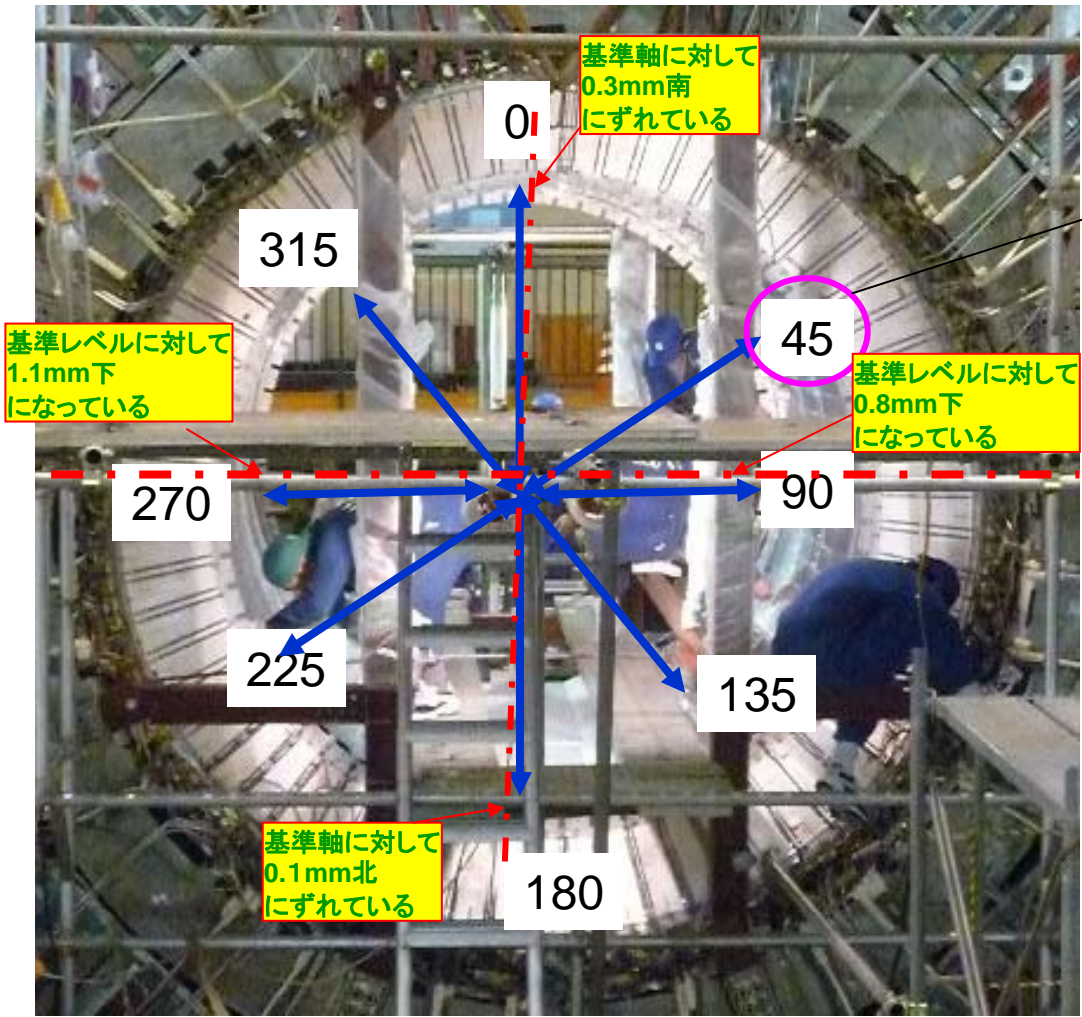 基準軸に対して
0.3mm南
にずれている
0
315
45
基準レベルに対して
1.1mm下
になっている
基準レベルに対して
0.8mm下
になっている
270
90
225
135
基準軸に対して
0.1mm北
にずれている
180